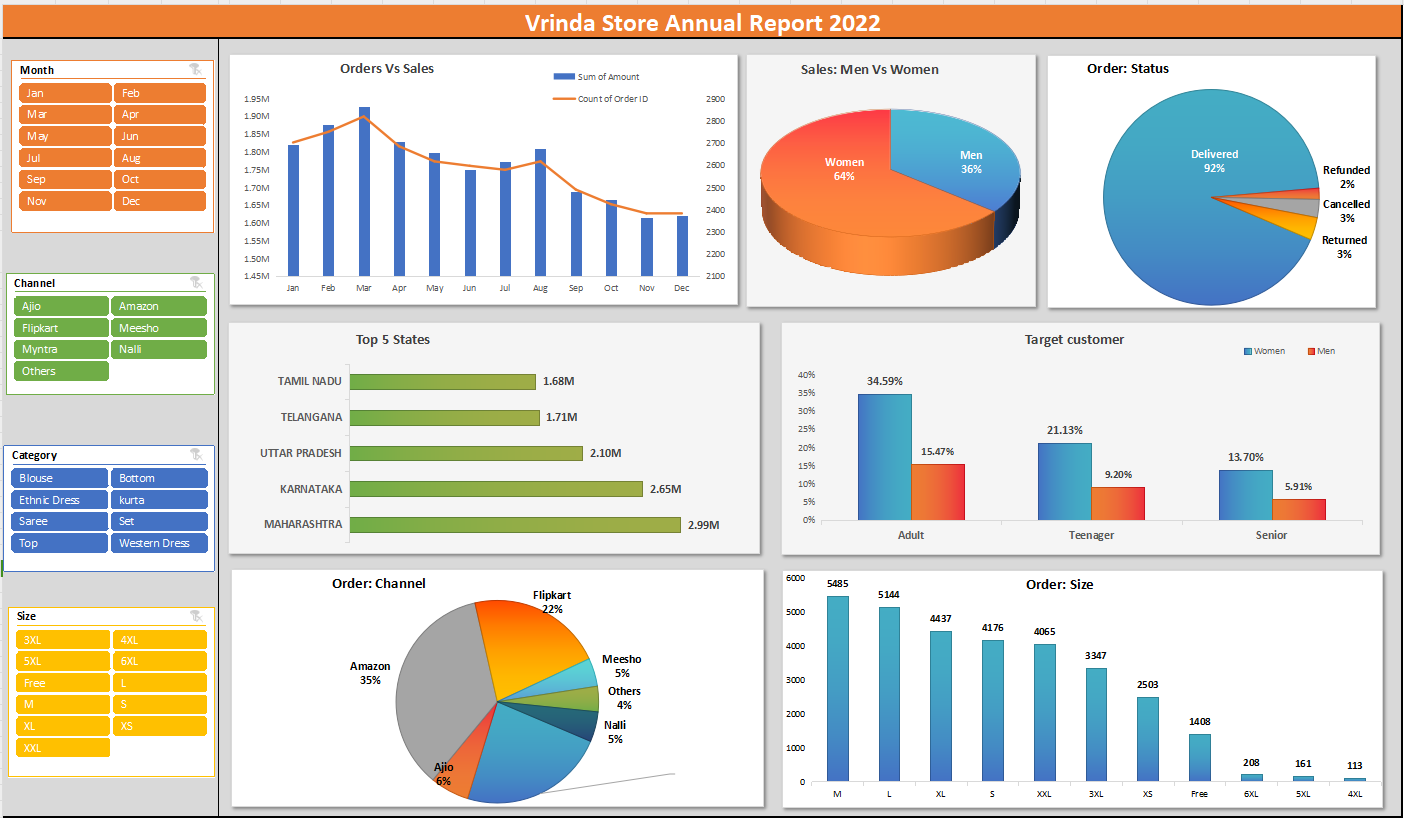 Vrinda Store Annual Report 2022
Month
Jan Feb
Mar Apr
May Jun
Jul Aug
Sep Oct
Nov Dec
Channel
Ajio Amazon
Flipkart Meesho
Myntra Nalli
Others
Category
Blouse Bottom
Ethnic Dress kurta
Saree Set
Top Western Dress
Size
3XL 4XL
5XL 6XL
Free L
M S
XL XS
XXL
Orders Vs Sales
Sum of Amount
Count of Order ID
1.95M 2900
1.90M 2800
1.85M 2700
1.80M 2600
1.75M 2500
1.70M 2400
1.65M 2300
1.60M 2200
1.55M 2100
1.50M
1.45M
Jan Feb Mar Apr May Jun Jul Aug Sep Oct Nov Dec
Sales: Men Vs Women
Women
64%
Men
36%
Order: Status
Delivered
92%
Refunded
2%
Cancelled
3%
Returned
3%
Top 5 States
TAMIL NADU 1.68M
TELANGANA 1.71M
UTTAR PRADESH 2.10M
KARNATAKA 2.65M
MAHARASHTRA 2.99M
Target customer
Women Men
40%
35%
30%
25%
20%
15%
10%
5%
0%
34.59% 15.47% 21.13% 9.20% 13.70% 5.91%
Adult Teenager Senior
Order: Channel
Flipkart
22%
Meesho
5%
Others
4%
Nalli
5%
Amazon
35%
Ajio
6%
Order: Size
6000
5000
4000
3000
2000
1000
0
5485 5144 4437 4176 4065 3347 2503 1408 208 161 113
M L XL S XXL 3XL XS Free 6XL 5XL 4XL